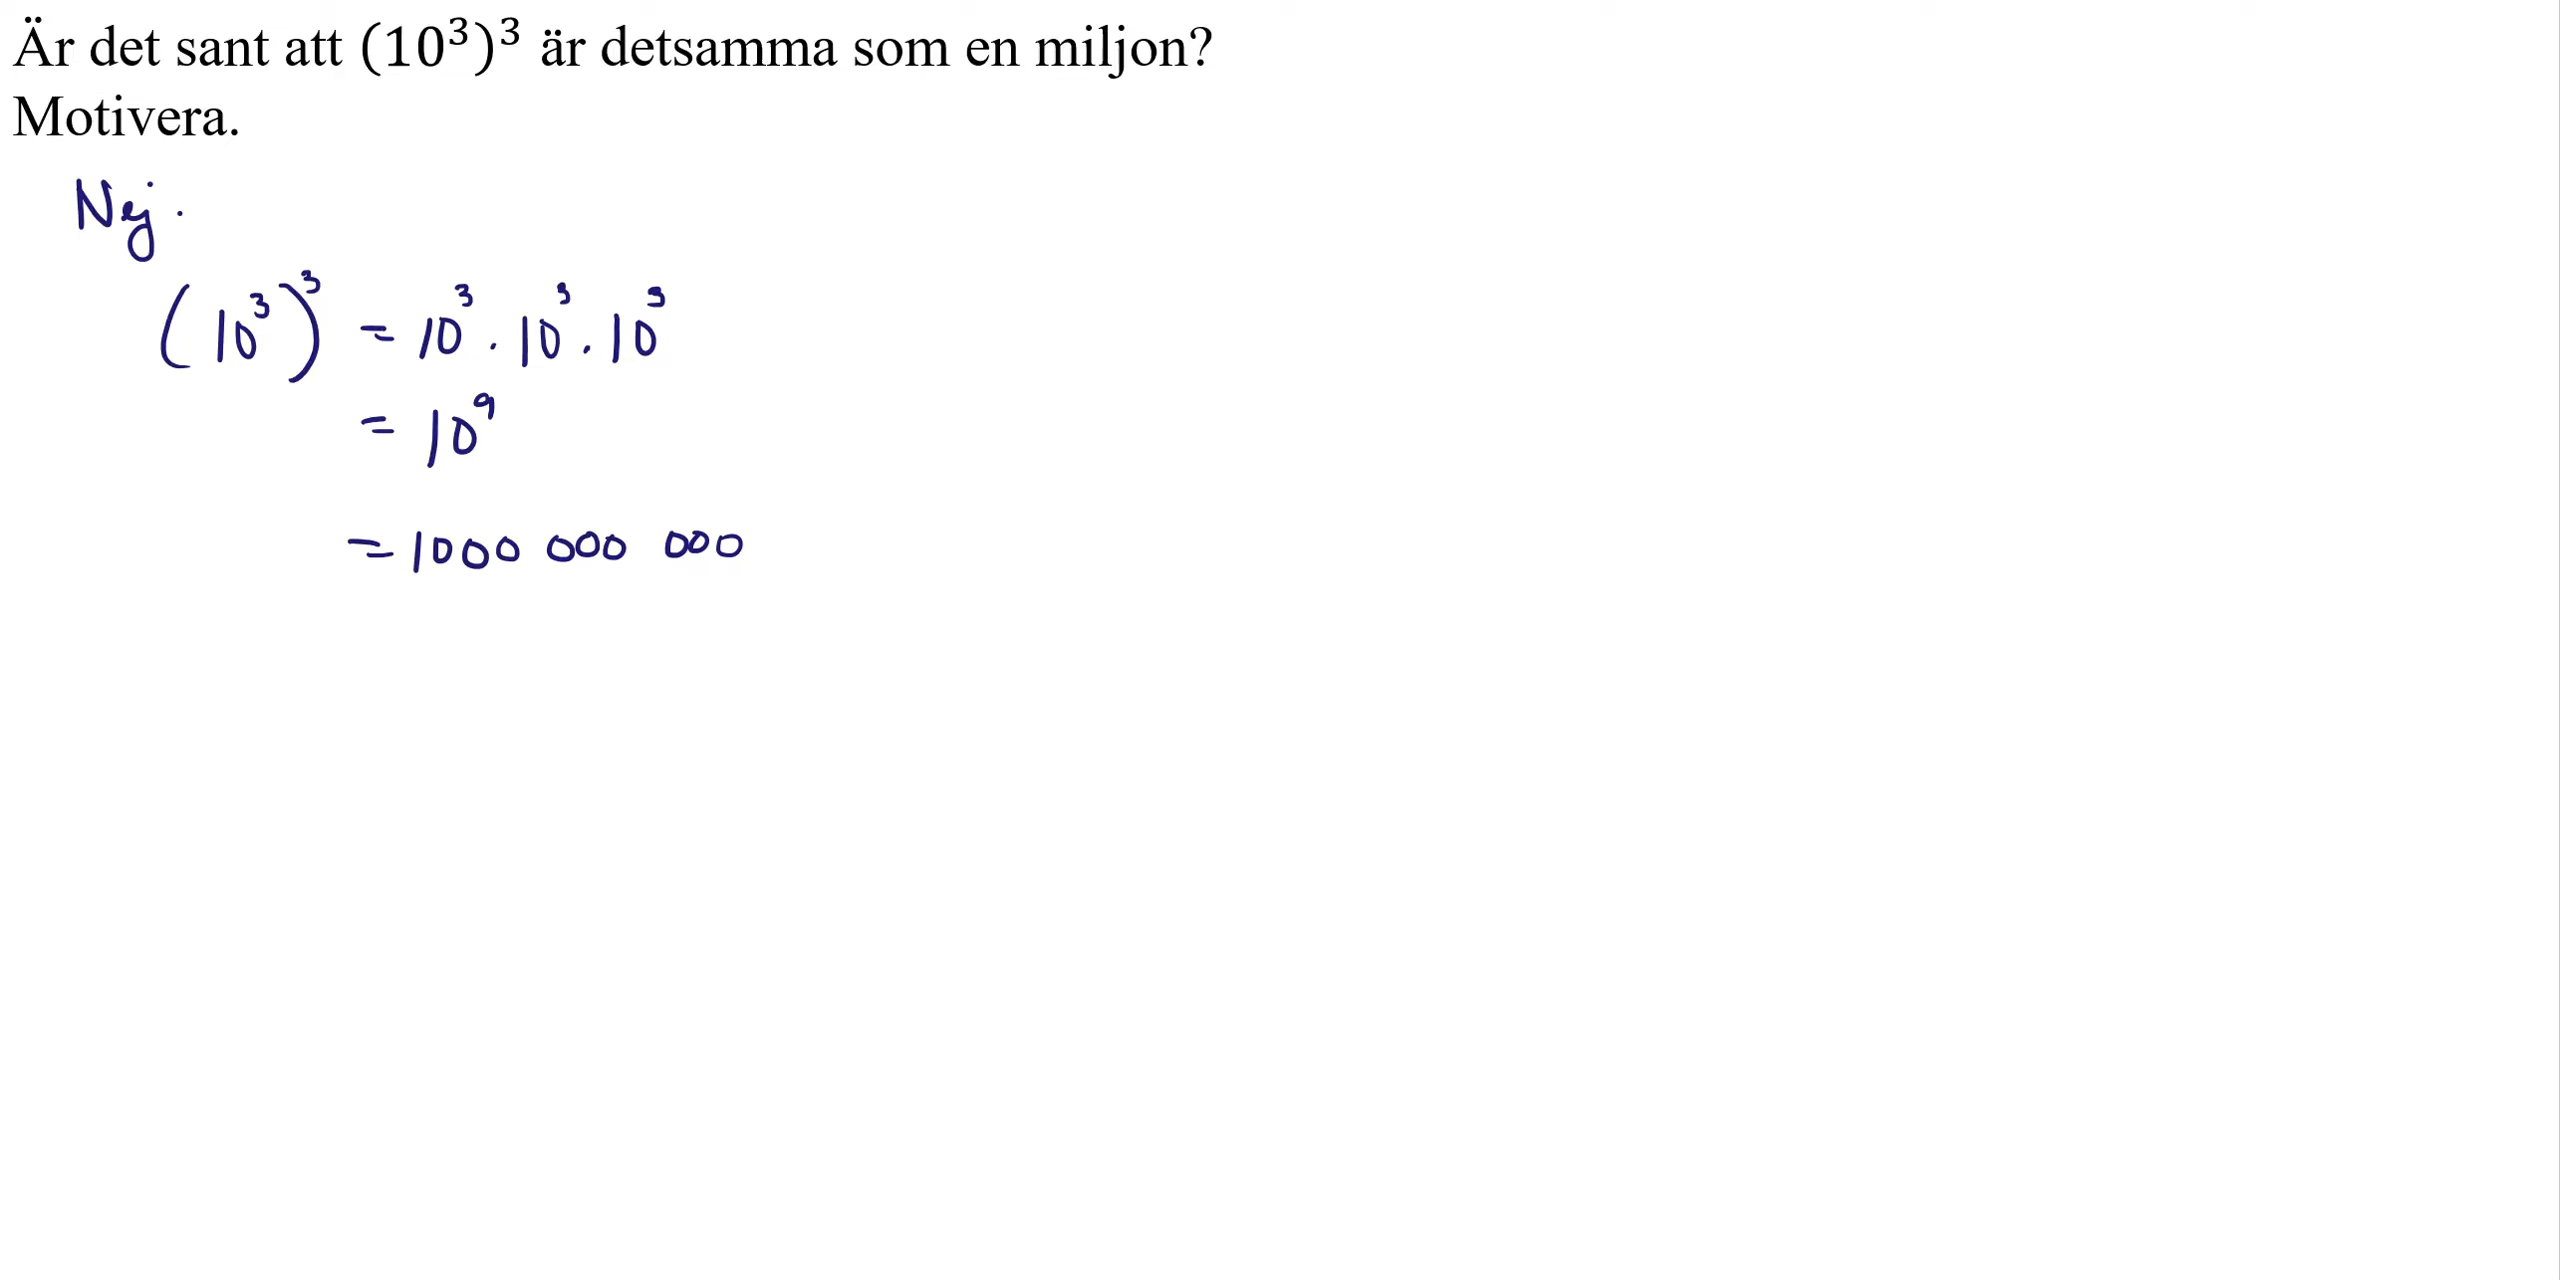 Är det sant att (10³)³ är detsamma som en miljon?
Motivera.
Nej.
(10³)³ = 10³ · 10³ · 10³
= 10⁹
= 1000 000 000